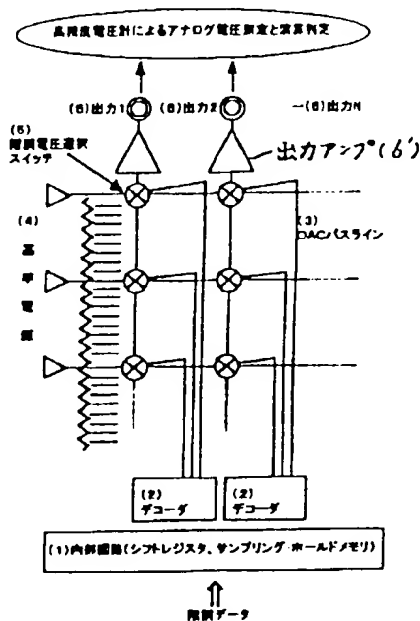 高精度電圧計によるアナログ電圧測定と演算判定
(6)出力1
(6)出力2
―(6)出力N
(5)
階調電圧選択
スイッチ
出力アンプ(6')
(3)
DACバスライン
(4)
基
準
電
源
(2)
デコーダ
(2)
デコーダ
(1)内部回路(シフトレジスタ、サンプリング・ホールドメモリ)
階調データ